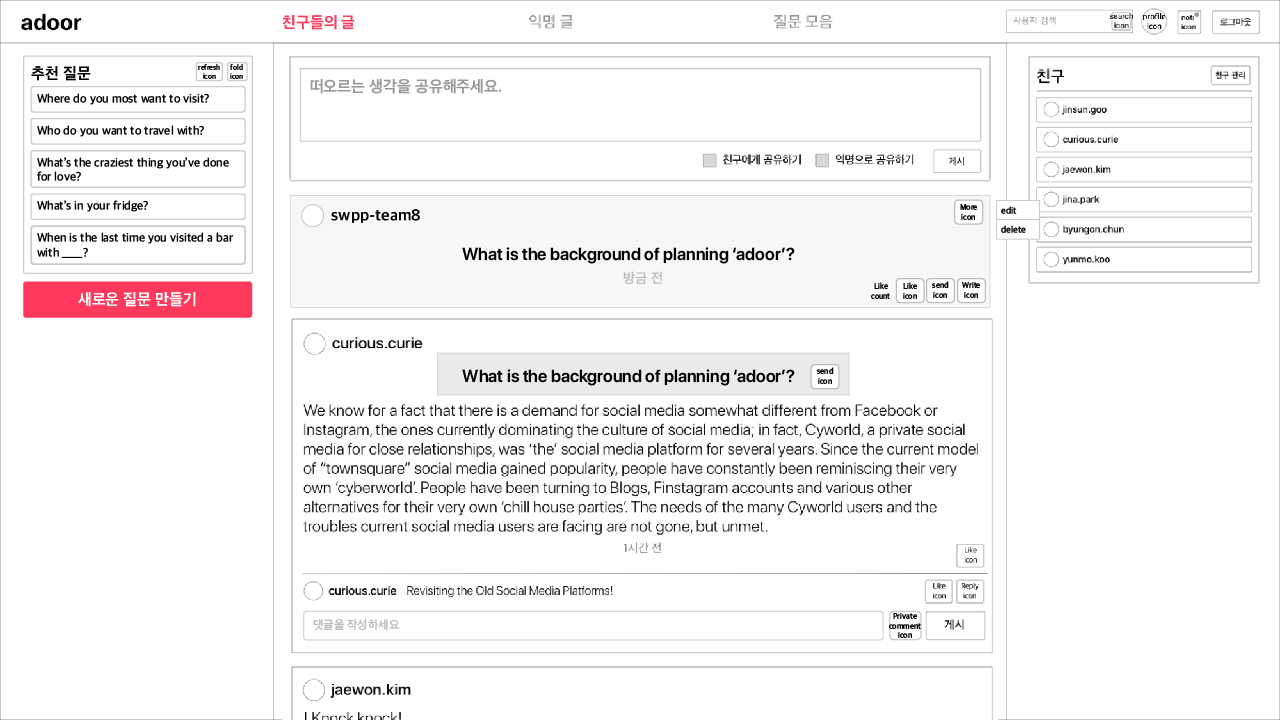 adoor
친구들의 글
익명 글
질문 모음
사용자 검색
search
icon
profile
icon
noti
icon
로그아웃
추천 질문
refresh
icon
fold
icon
Where do you most want to visit?
Who do you want to travel with?
What's the craziest thing you've done
for love?
What's in your fridge?
When is the last time you visited a bar
with ____?
새로운 질문 만들기
떠오르는 생각을 공유해주세요.
친구에게 공유하기
익명으로 공유하기
게시
swpp-team8
More
icon
edit
delete
What is the background of planning ‘adoor’?
방금 전
Like
count
Like
icon
send
icon
Write
icon
curious.curie
What is the background of planning ‘adoor’?
send
icon
We know for a fact that there is a demand for social media somewhat different from Facebook or
Instagram, the ones currently dominating the culture of social media; in fact, Cyworld, a private social
media for close relationships, was ‘the’ social media platform for several years. Since the current model
of “townsquare” social media gained popularity, people have constantly been reminiscing their very
own ‘cyberworld’. People have been turning to Blogs, Finstagram accounts and various other
alternatives for their very own ‘chill house parties’. The needs of the many Cyworld users and the
troubles current social media users are facing are not gone, but unmet.
1시간 전
Like
icon
curious.curie Revisiting the Old Social Media Platforms!
Like
icon
Reply
icon
댓글을 작성하세요
Private
comment
icon
게시
jaewon.kim
I Knock knock!
친구
친구 관리
jinsun.goo
curious.curie
jaewon.kim
jina.park
byungon.chun
yunmo.koo